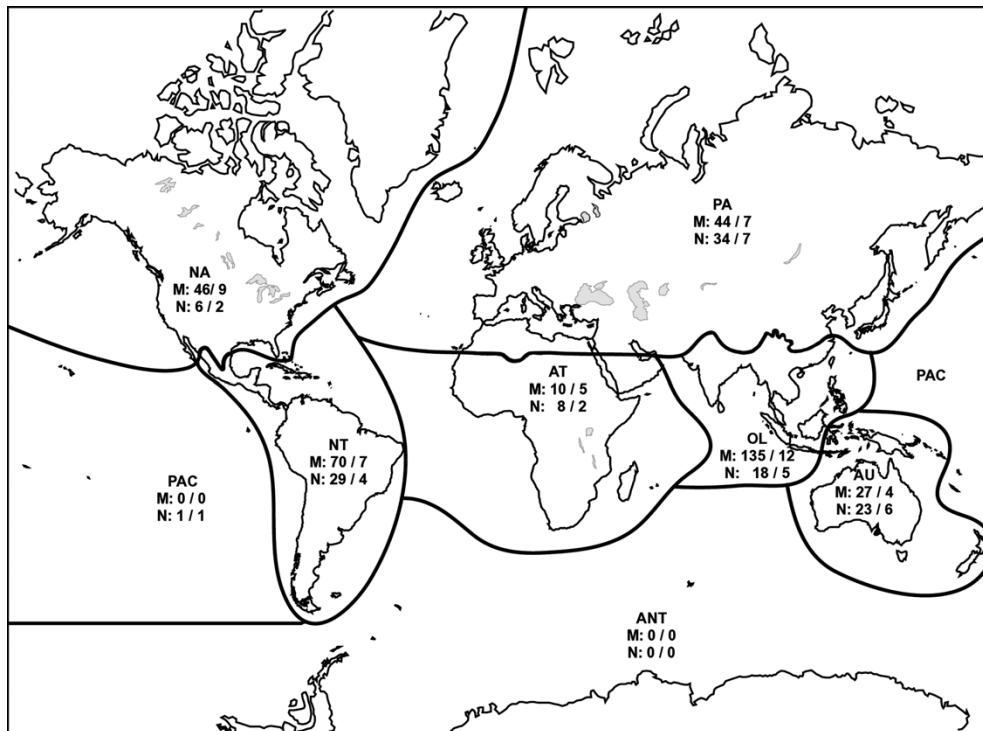 PA
M: 44 / 7
N: 34 / 7
NA
M: 46/ 9
N: 6 / 2
AT
M: 10 / 5
N: 8 / 2
PAC
NT
M: 70 / 7
N: 29 / 4
OL
M: 135 / 12
N: 18 / 5
AU
M: 27 / 4
N: 23 / 6
PAC
M: 0 / 0
N: 1 / 1
ANT
M: 0 / 0
N: 0 / 0